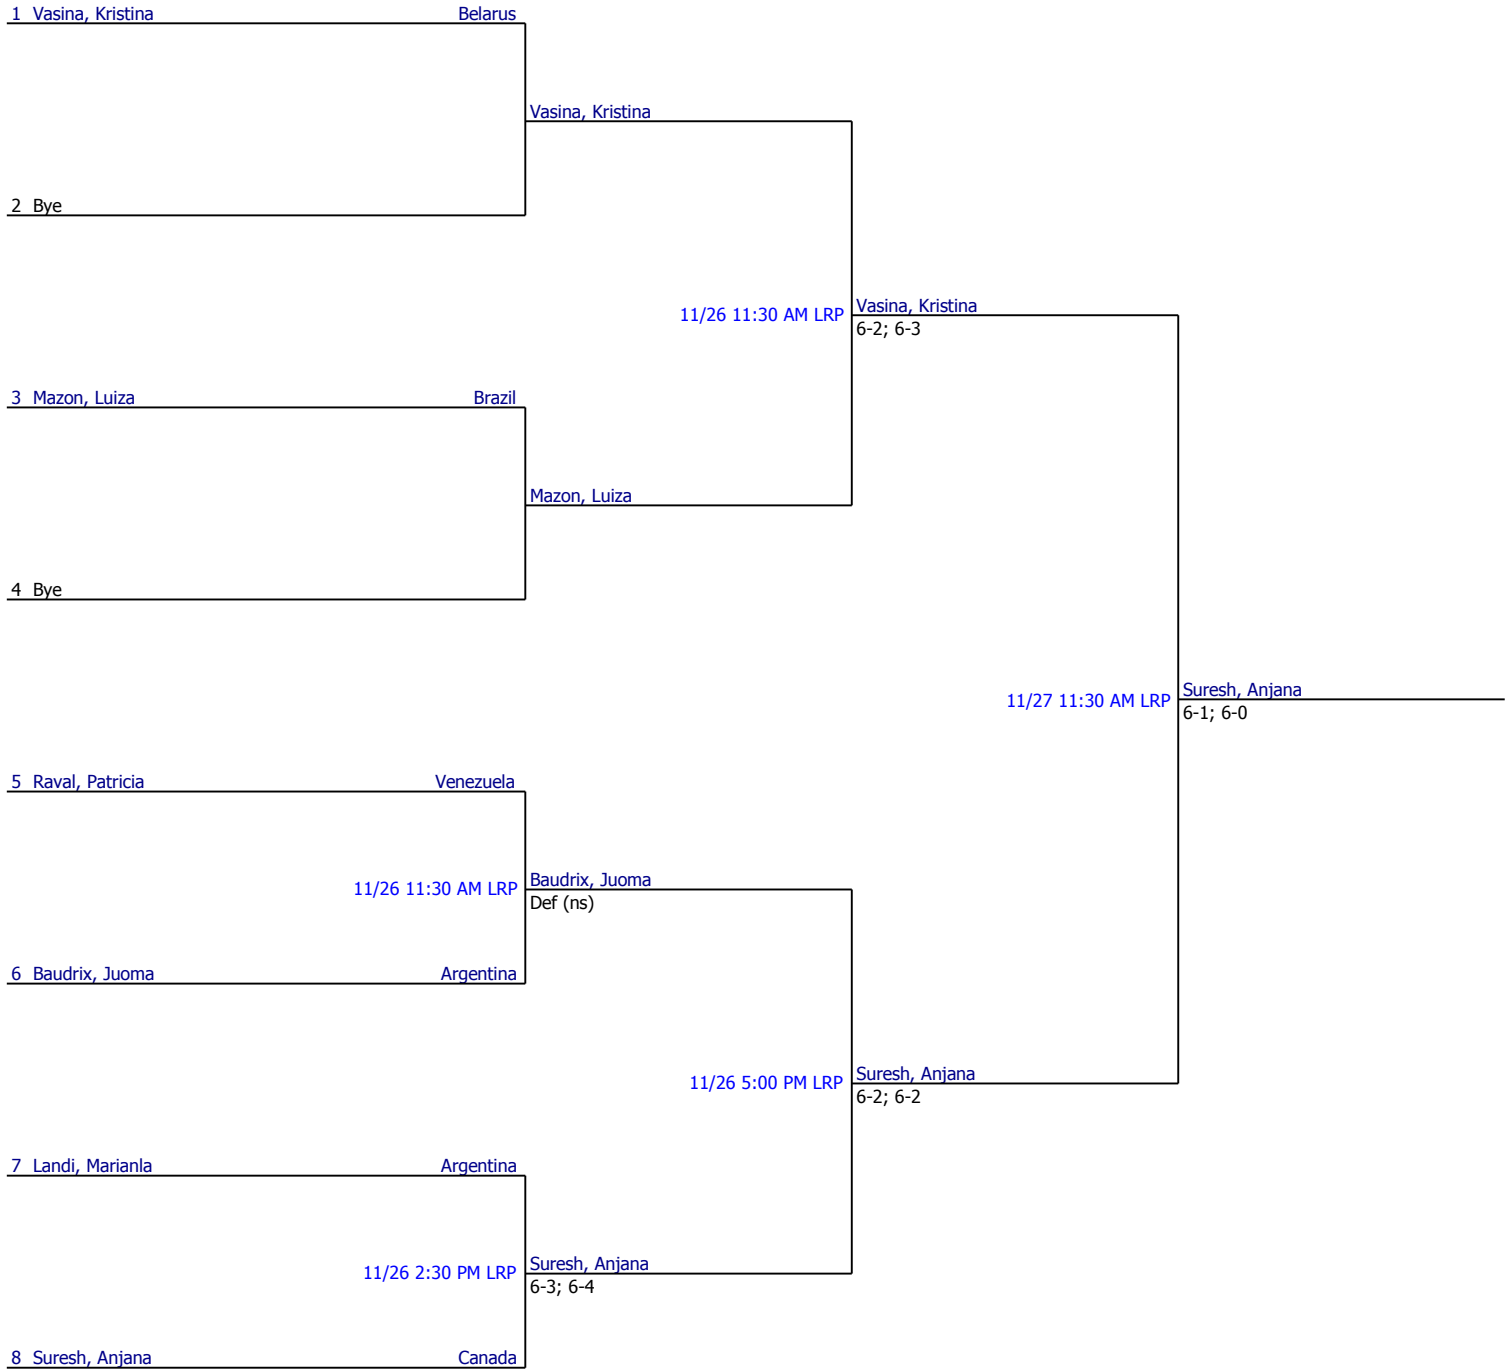 1 Vasina, Kristina Belarus
Vasina, Kristina
2 Bye
11/26 11:30 AM LRP Vasina, Kristina
6-2; 6-3
3 Mazon, Luiza Brazil
Mazon, Luiza
4 Bye
11/27 11:30 AM LRP Suresh, Anjana
6-1; 6-0
5 Raval, Patricia Venezuela
11/26 11:30 AM LRP Baudrix, Juoma
Def (ns)
6 Baudrix, Juoma Argentina
11/26 5:00 PM LRP Suresh, Anjana
6-2; 6-2
7 Landi, Marianla Argentina
11/26 2:30 PM LRP Suresh, Anjana
6-3; 6-4
8 Suresh, Anjana Canada